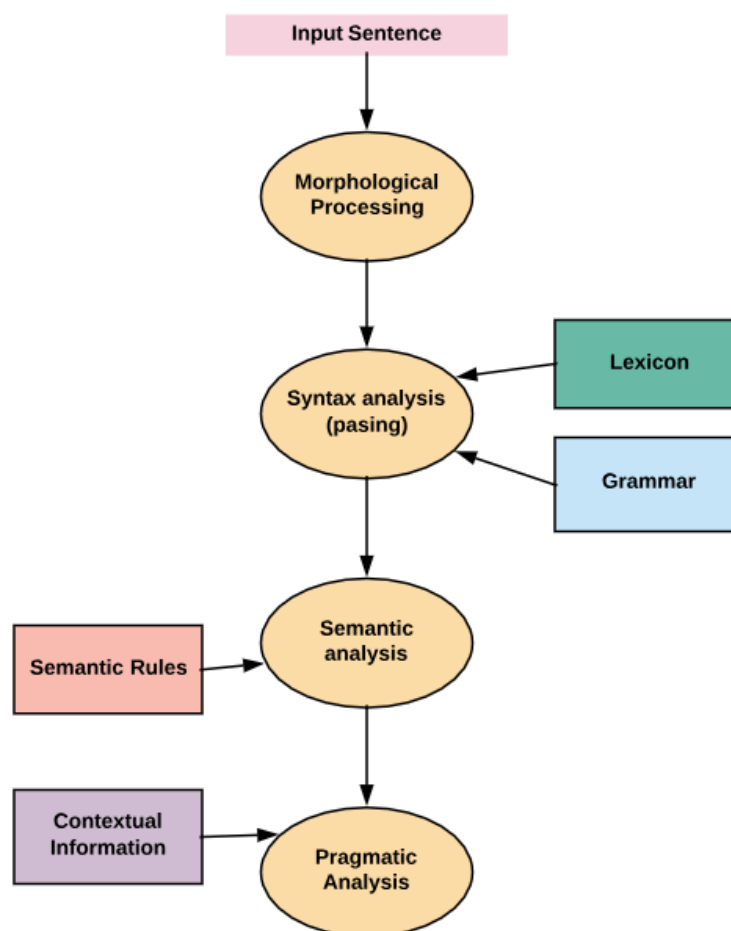 Input Sentence
Morphological
Processing
Lexicon
Syntax analysis
(pasing)
Grammar
Semantic
analysis
Semantic Rules
Contextual
Information
Pragmatic
Analysis